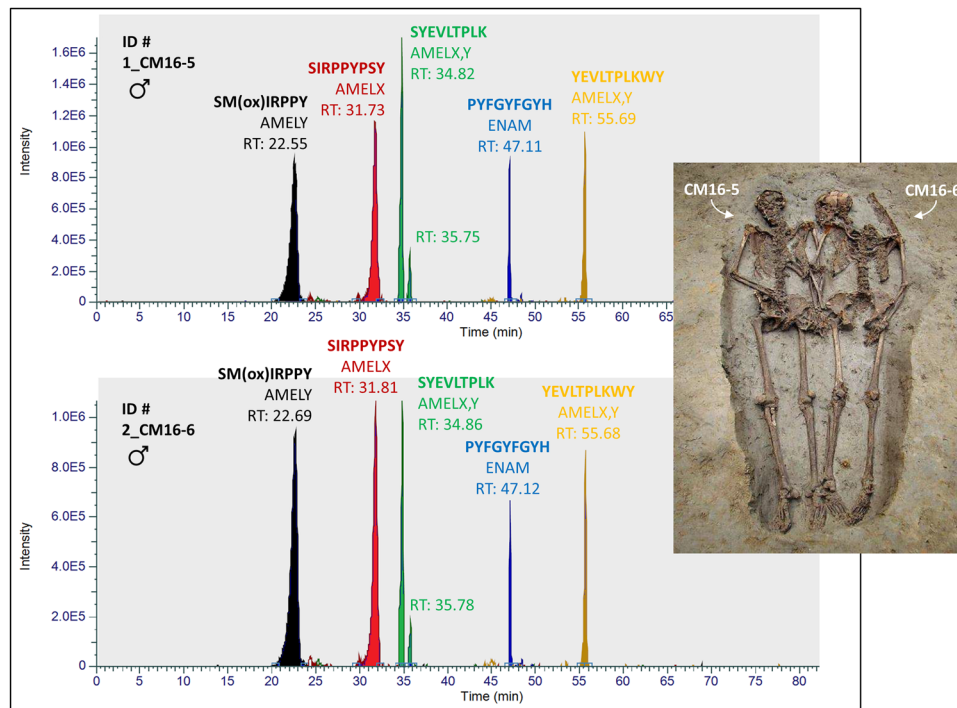 ID #
1_CM16-5
♂
SM(ox)IRPPY
AMELY
RT: 22.55
SIRPPYPSY
AMELX
RT: 31.73
SYEVLTPLK
AMELX,Y
RT: 34.82
RT: 35.75
PYFGYFGYH
ENAM
RT: 47.11
YEVLTPLKWY
AMELX,Y
RT: 55.69
Intensity
1.6E6
1.4E6
1.2E6
1.0E6
8.0E5
6.0E5
4.0E5
2.0E5
0
0 5 10 15 20 25 30 35 40 45 50 55 60 65
Time (min)
CM16-5
CM16-6
ID #
2_CM16-6
♂
SM(ox)IRPPY
AMELY
RT: 22.69
SIRPPYPSY
AMELX
RT: 31.81
SYEVLTPLK
AMELX,Y
RT: 34.86
RT: 35.78
PYFGYFGYH
ENAM
RT: 47.12
YEVLTPLKWY
AMELX,Y
RT: 55.68
Intensity
1.0E6
8.0E5
6.0E5
4.0E5
2.0E5
0
0 5 10 15 20 25 30 35 40 45 50 55 60 65 70 75 80
Time (min)